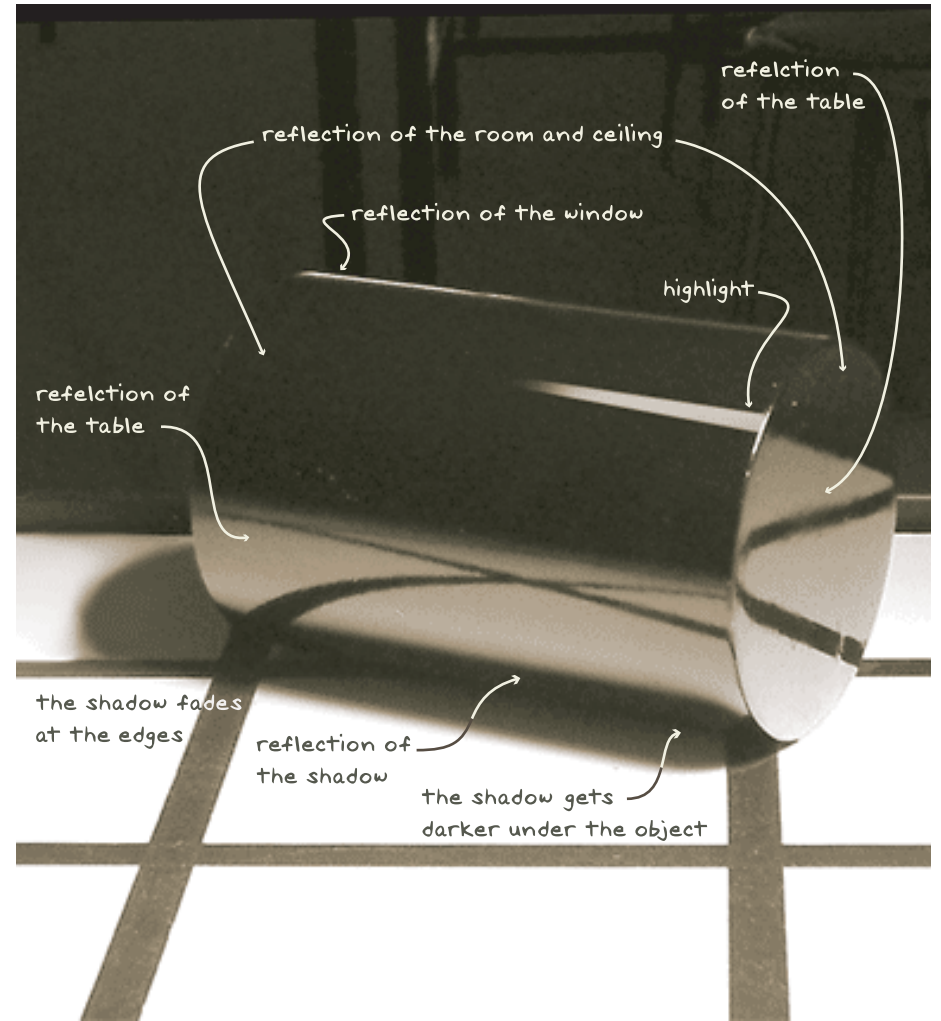 refelction
of the table
reflection of the room and ceiling
reflection of the window
highlight
refelction of
the table
the shadow fades
at the edges
reflection of
the shadow
the shadow gets
darker under the object